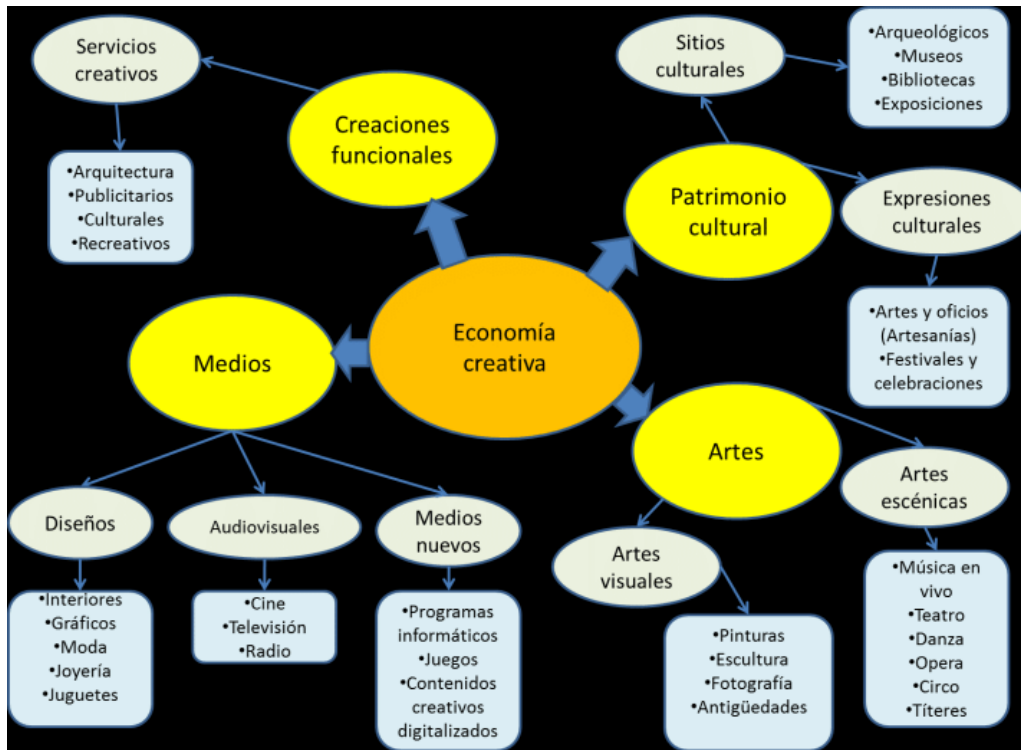 Servicios
creativos
Creaciones
funcionales
•Arquitectura
•Publicitarios
•Culturales
•Recreativos
Sitios
culturales
•Arqueológicos
•Museos
•Bibliotecas
•Exposiciones
Patrimonio
cultural
Expresiones
culturales
•Artes y oficios
(Artesanías)
•Festivales y
celebraciones
Economía
creativa
Medios
Diseños
•Interiores
•Gráficos
•Moda
•Joyería
•Juguetes
Audiovisuales
•Cine
•Televisión
•Radio
Medios
nuevos
•Programas
informáticos
•Juegos
•Contenidos
creativos
digitalizados
Artes
Artes
visuales
•Pinturas
•Escultura
•Fotografía
•Antigüedades
Artes
escénicas
•Música en
vivo
•Teatro
•Danza
•Opera
•Circo
•Títeres